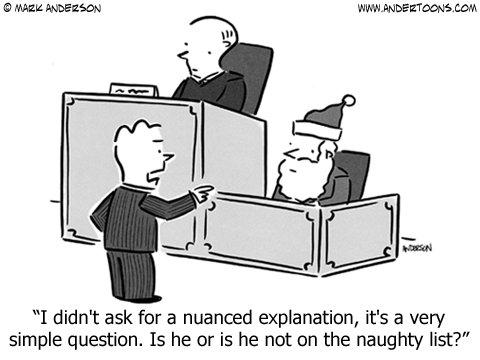 © MARK ANDERSON
WWW.ANDERTOONS.COM
ANDERSON
“I didn't ask for a nuanced explanation, it's a very
simple question. Is he or is he not on the naughty list?”